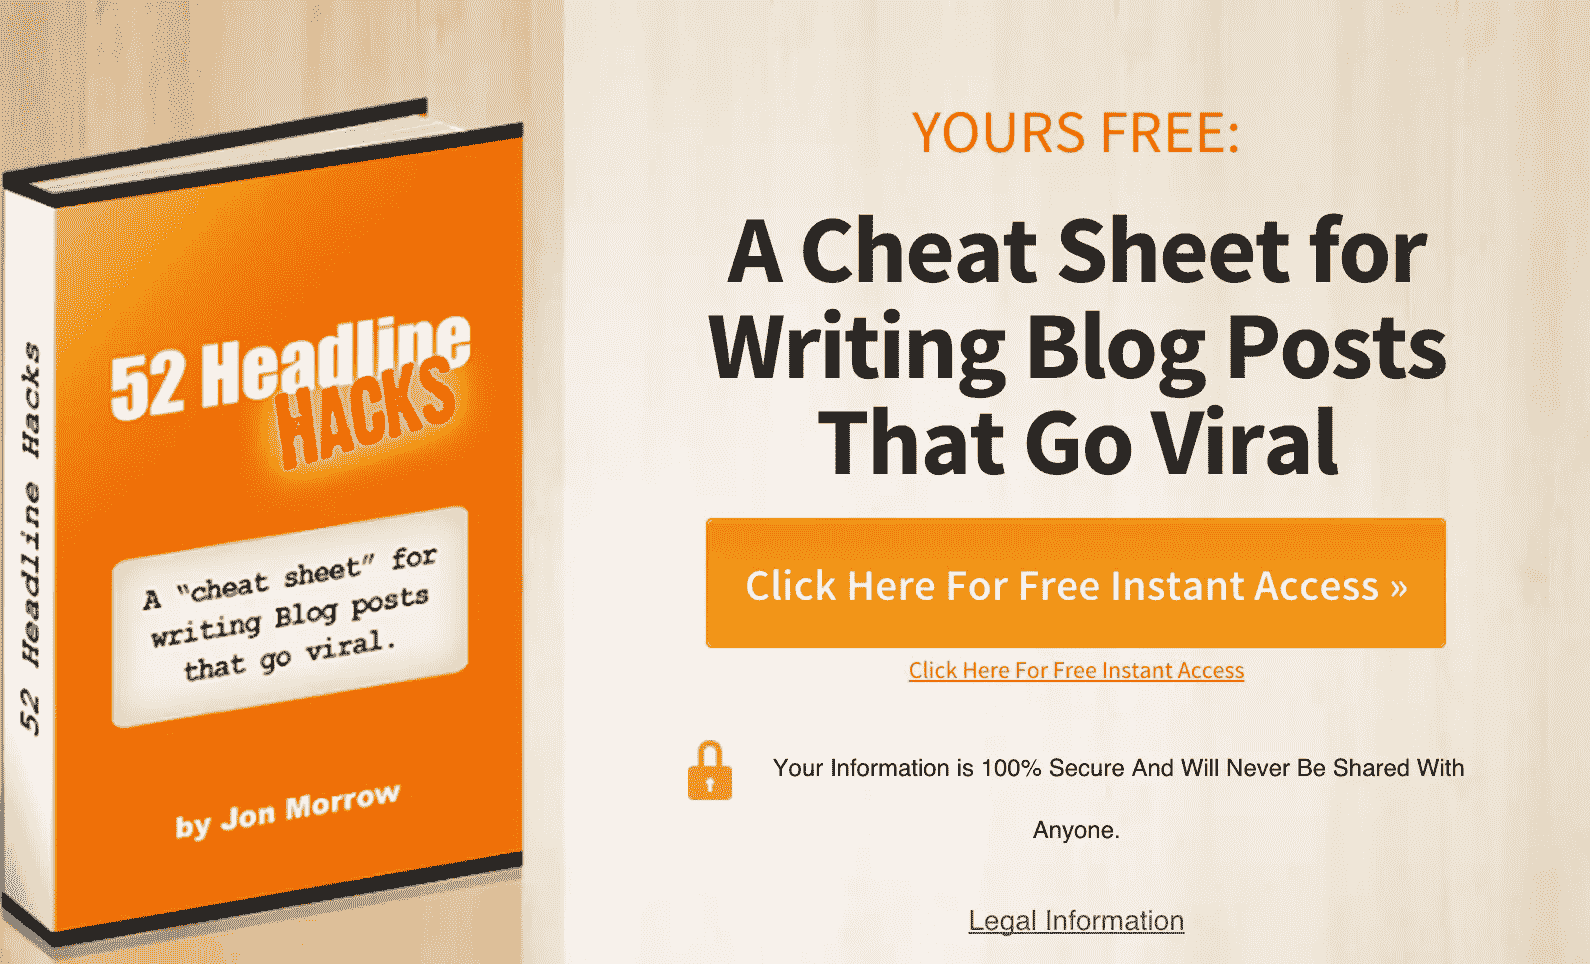 52 Headline Hacks
52 Headline
HACKS
A “cheat sheet” for
writing Blog posts
that go viral.
by Jon Morrow
YOURS FREE:
A Cheat Sheet for
Writing Blog Posts
That Go Viral
Click Here For Free Instant Access »
Click Here For Free Instant Access
Your Information is 100% Secure And Will Never Be Shared With
Anyone.
Legal Information